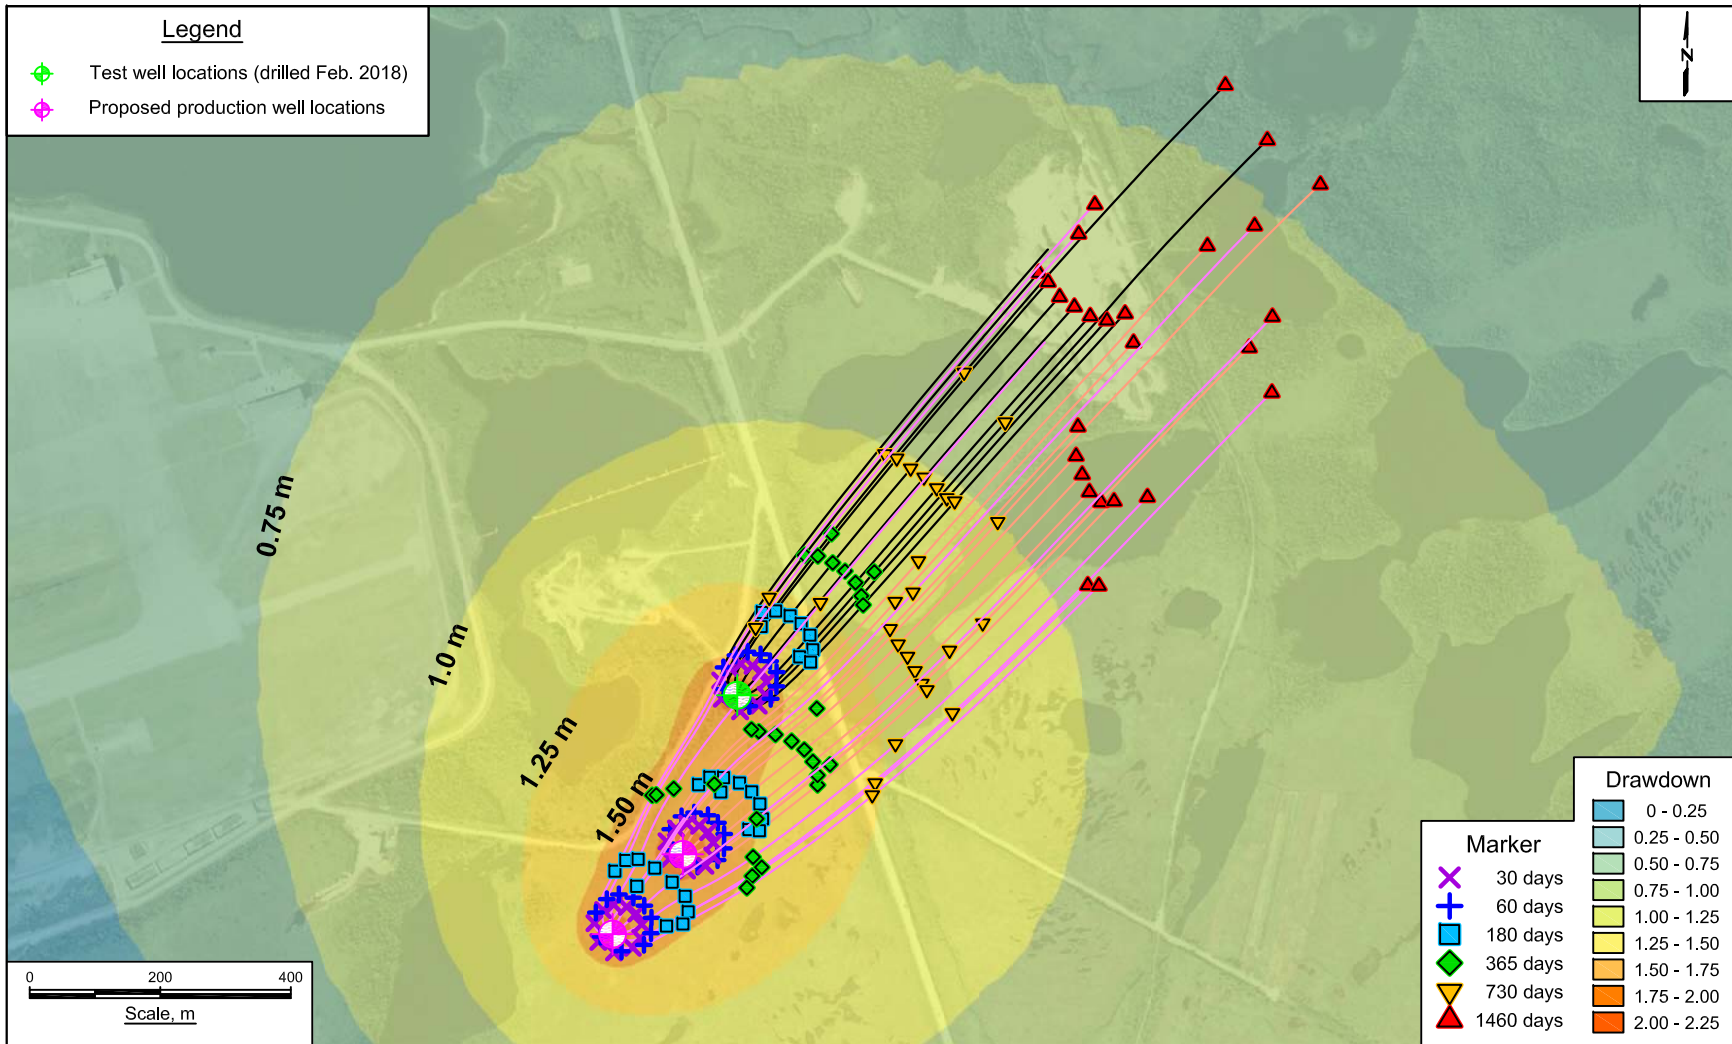 Legend
Test well locations (drilled Feb. 2018)
Proposed production well locations
N
0.75 m
1.0 m
1.25 m
1.50 m
0 200 400
Scale, m
Marker
30 days
60 days
180 days
365 days
730 days
1460 days
Drawdown
0 - 0.25
0.25 - 0.50
0.50 - 0.75
0.75 - 1.00
1.00 - 1.25
1.25 - 1.50
1.50 - 1.75
1.75 - 2.00
2.00 - 2.25